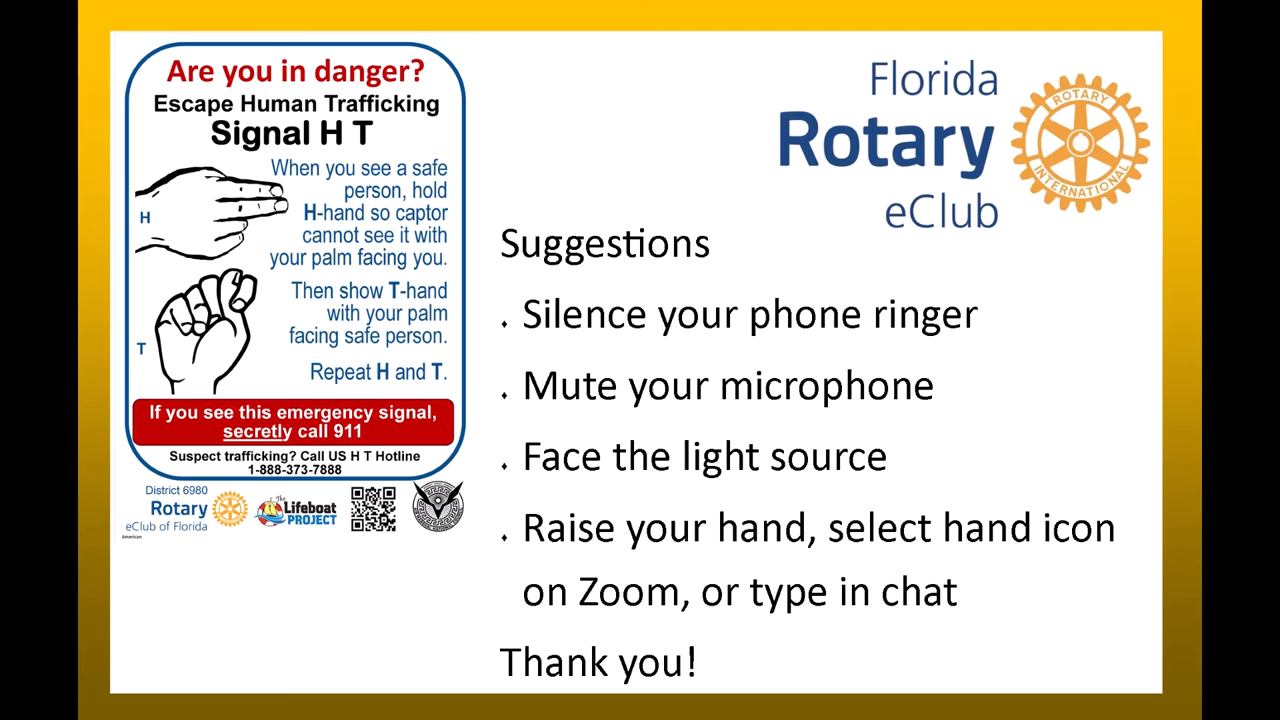 Are you in danger?
Escape Human Trafficking
Signal H T
When you see a safe
person, hold
H-hand so captor
cannot see it with
your palm facing you.
H
Then show T-hand
with your palm
facing safe person.
T
Repeat H and T.
If you see this emergency signal,
secretly call 911
Suspect trafficking? Call US H T Hotline
1-888-373-7888
District 6980
Rotary
eClub of Florida
The
Lifeboat
PROJECT
American
Florida
Rotary
eClub
ROTARY
INTERNATIONAL
Suggestions
Silence your phone ringer
Mute your microphone
Face the light source
Raise your hand, select hand icon
on Zoom, or type in chat
Thank you!